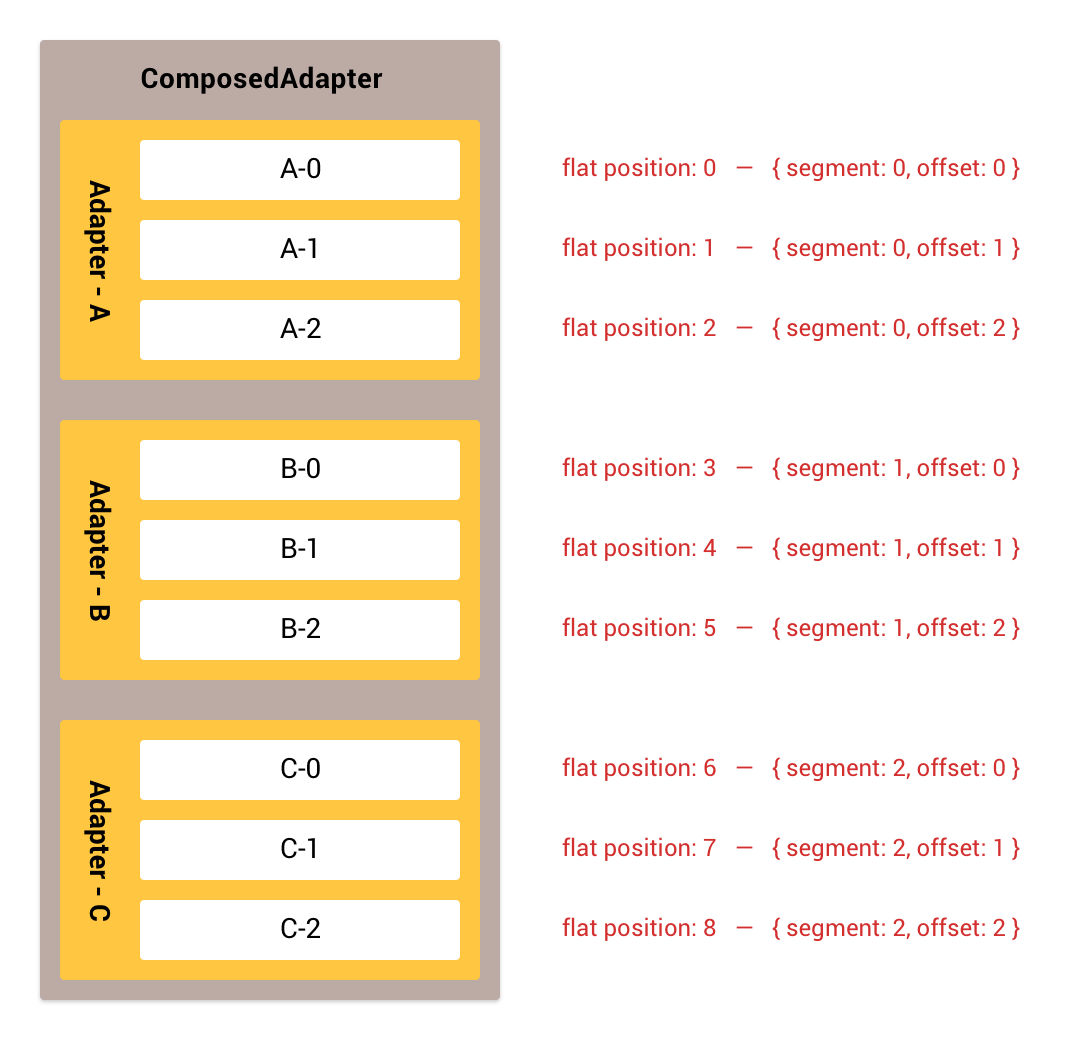 ComposedAdapter
Adapter - A
A-0
flat position: 0 — { segment: 0, offset: 0 }
A-1
flat position: 1 — { segment: 0, offset: 1 }
A-2
flat position: 2 — { segment: 0, offset: 2 }
Adapter - B
B-0
flat position: 3 — { segment: 1, offset: 0 }
B-1
flat position: 4 — { segment: 1, offset: 1 }
B-2
flat position: 5 — { segment: 1, offset: 2 }
Adapter - C
C-0
flat position: 6 — { segment: 2, offset: 0 }
C-1
flat position: 7 — { segment: 2, offset: 1 }
C-2
flat position: 8 — { segment: 2, offset: 2 }